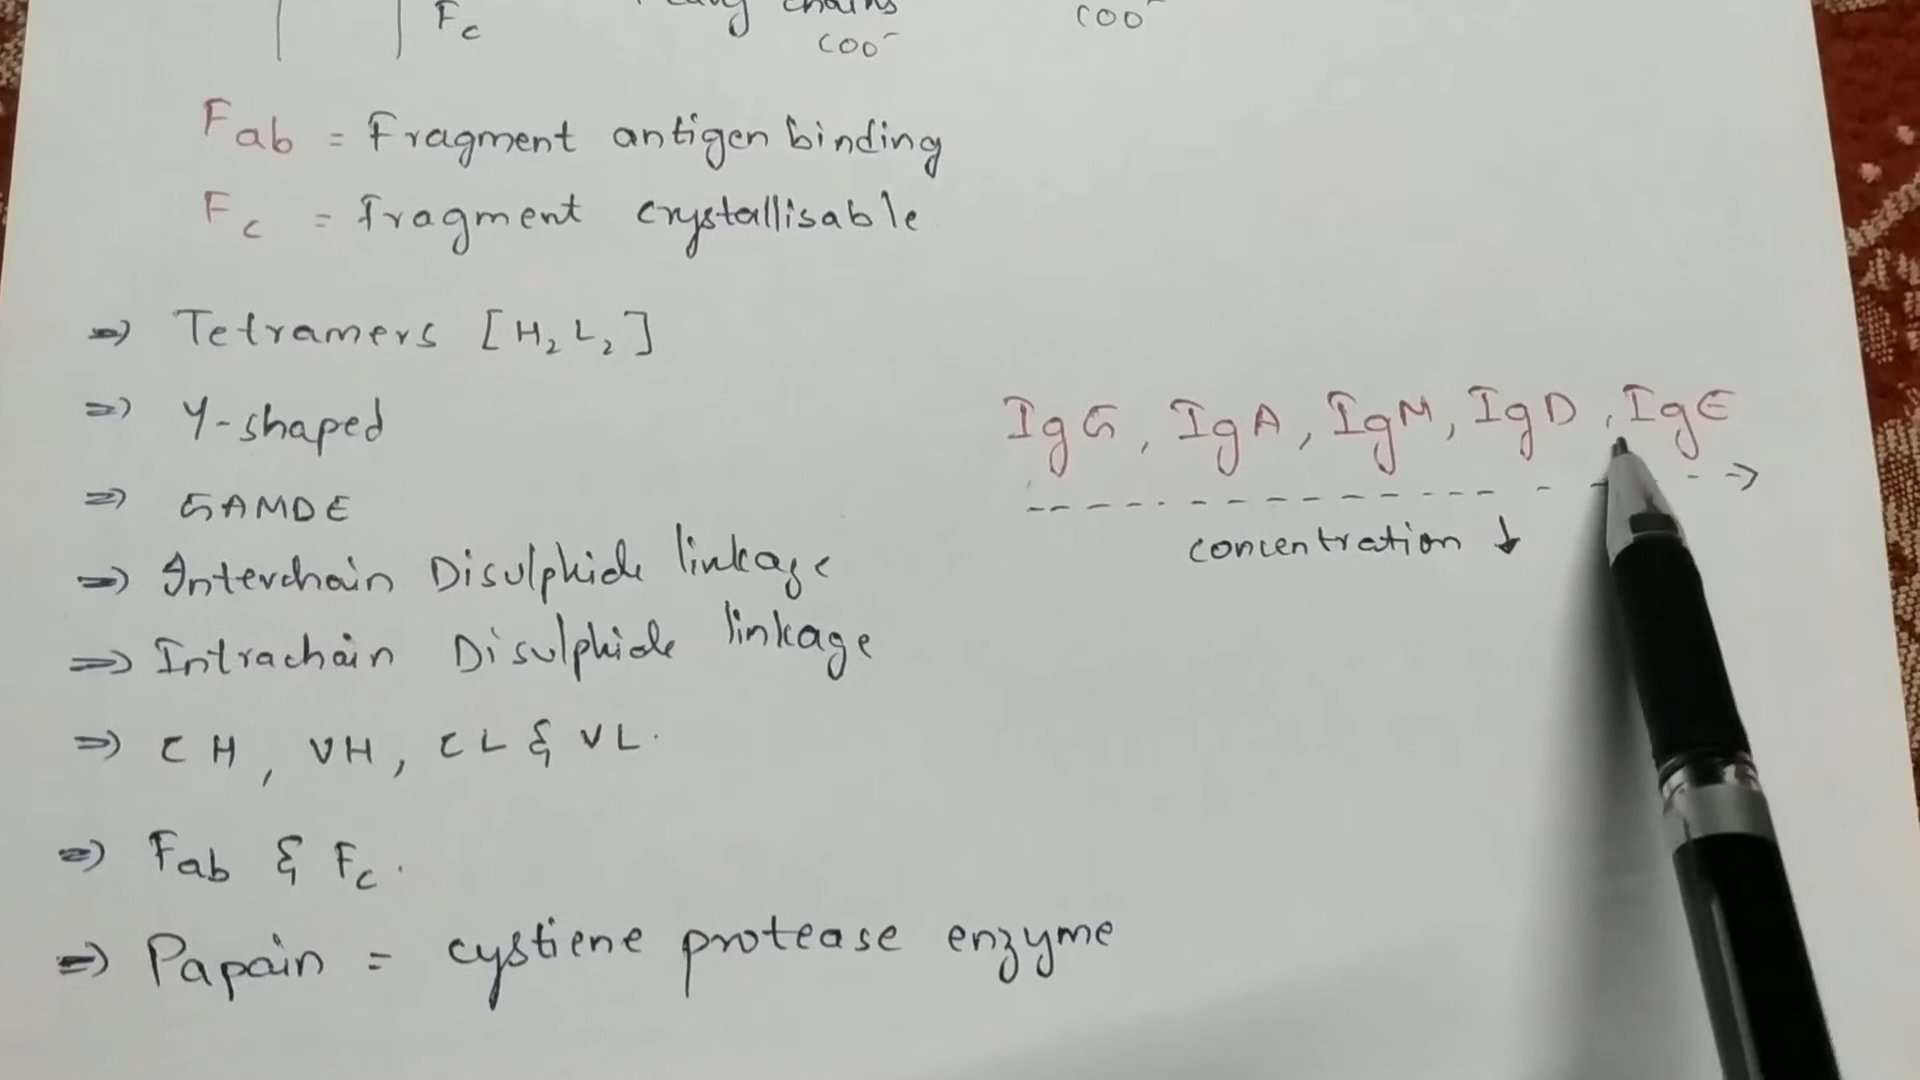 Fc chains COO⁻
COO⁻
Fab = Fragment antigen binding
Fc = Fragment crystallisable
⇒ Tetramers [H₂L₂]
⇒ Y-shaped
⇒ GAMDE
⇒ Interchain Disulphide linkage
⇒ Intrachain Disulphide linkage
⇒ CH, VH, CL & VL.
⇒ Fab & Fc.
⇒ Papain = cystiene protease enzyme
IgG, IgA, IgM, IgD, IgE
concentration ↓